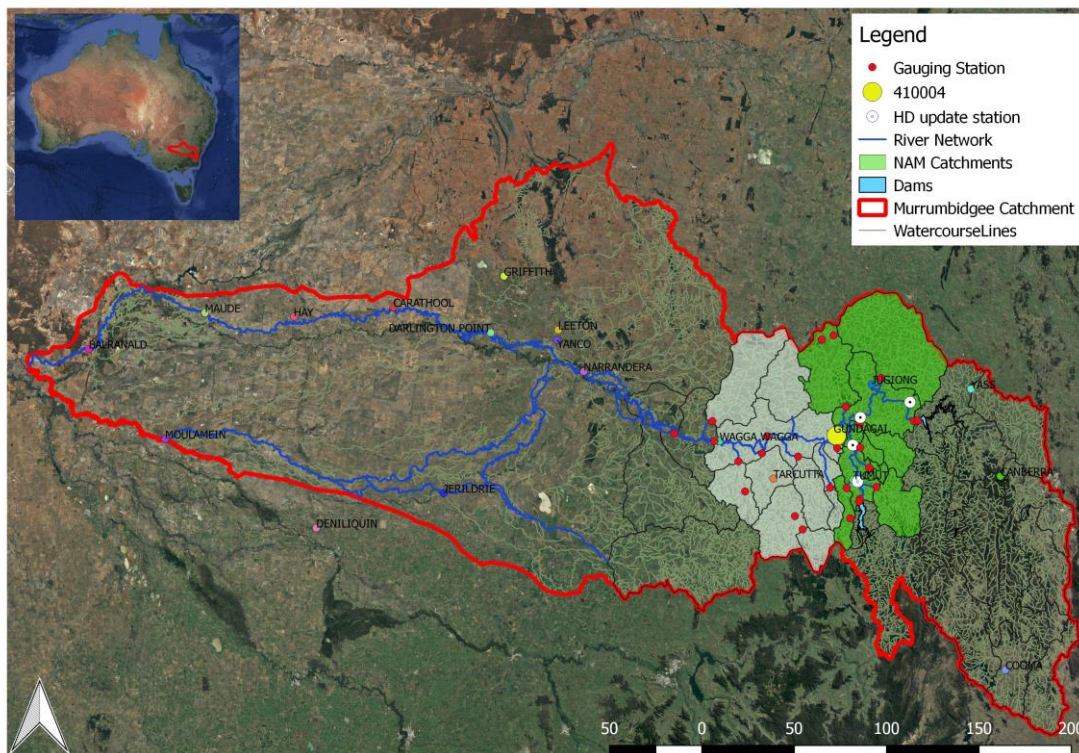 Legend
Gauging Station
410004
HD update station
River Network
NAM Catchments
Dams
Murrumbidgee Catchment
WatercourseLines
GRIFFITH
MAUDE
HAY
CARATHOOL
DARLINGTON POINT
LEETON
YANCO
BALRANALD
NARRANDERA
JUGIONG
YASS
GUNDAGAI
WAGGA WAGGA
MOULAMEIN
TARCUTTA
TUMUT
CANBERRA
JERILDRIE
DENILIQUIN
COOMA
50 0 50 100 150 200